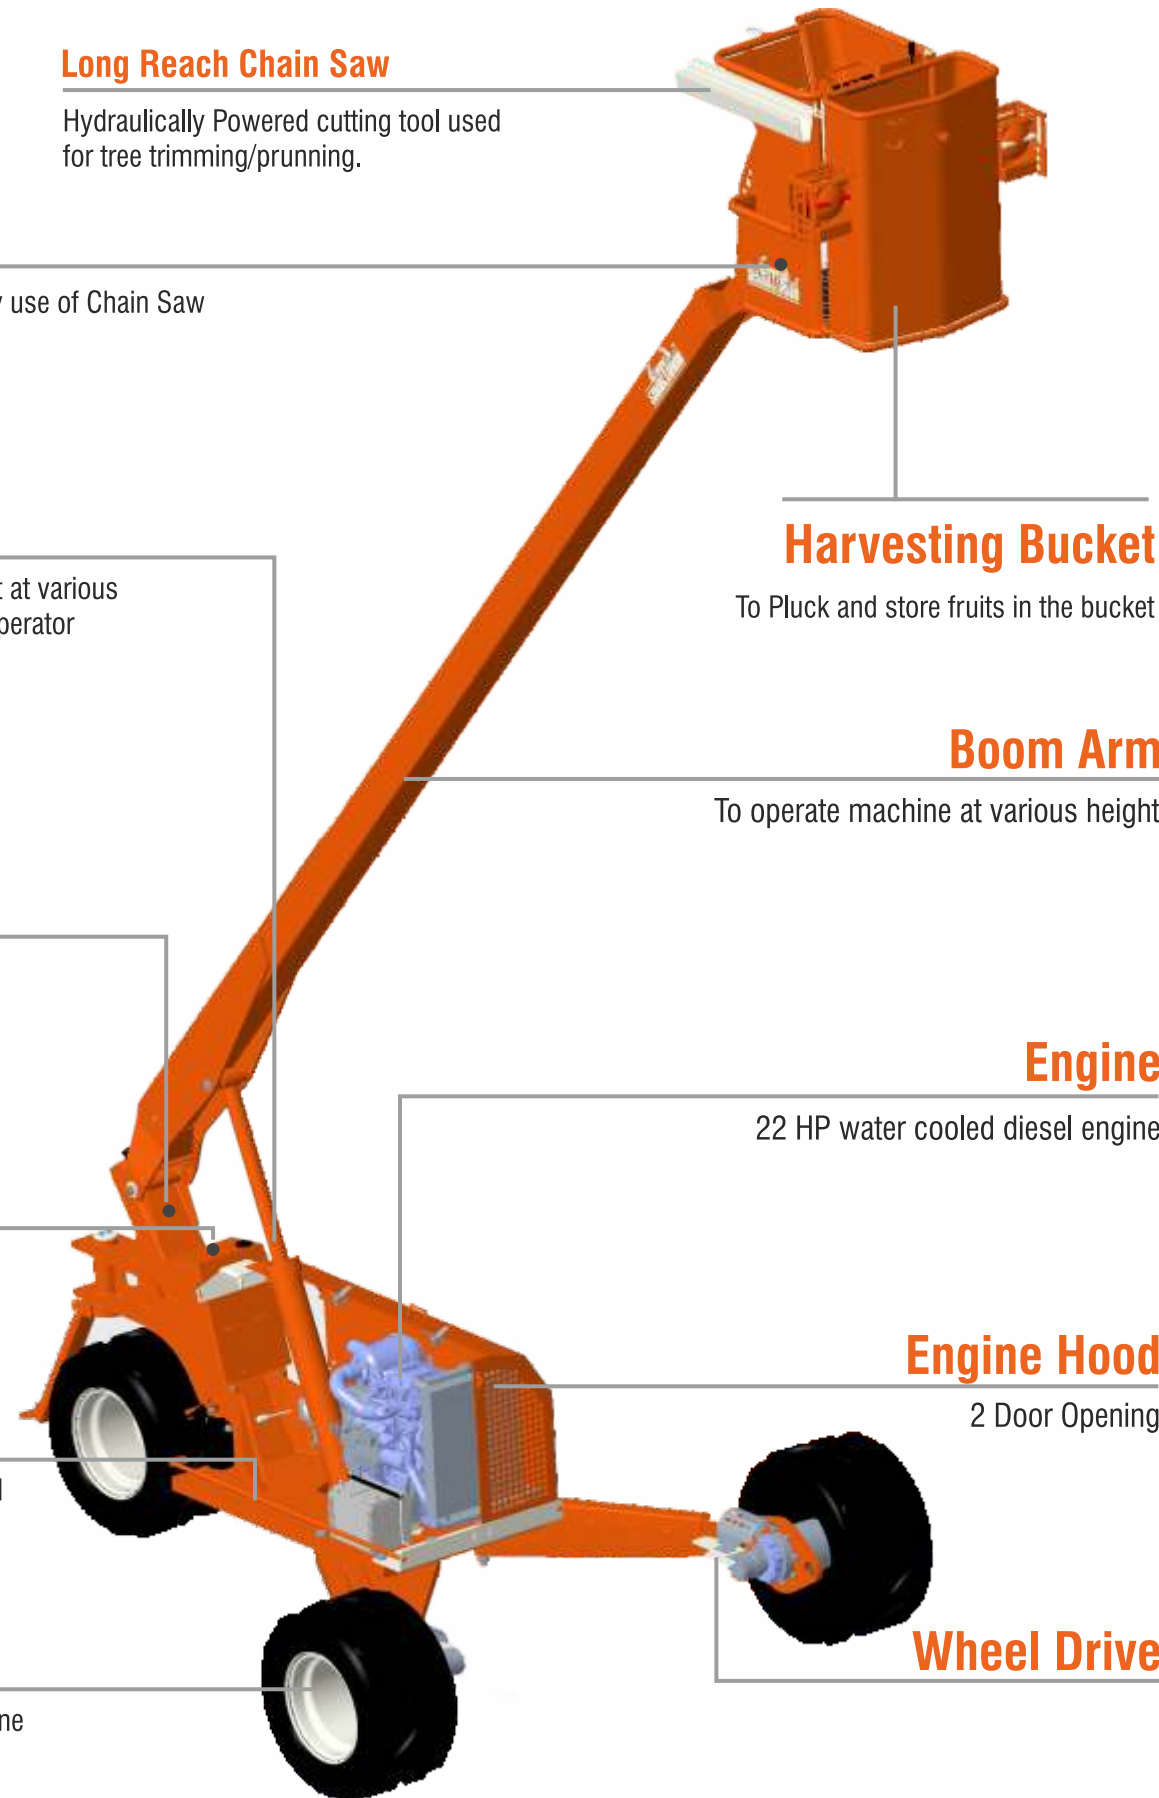 Long Reach Chain Saw
Hydraulically Powered cutting tool used
for tree trimming/prunning.
use of Chain Saw
Harvesting Bucket
at various
To Pluck and store fruits in the bucket
Boom Arm
To operate machine at various height
Engine
22 HP water cooled diesel engine
Engine Hood
2 Door Opening
Wheel Drive